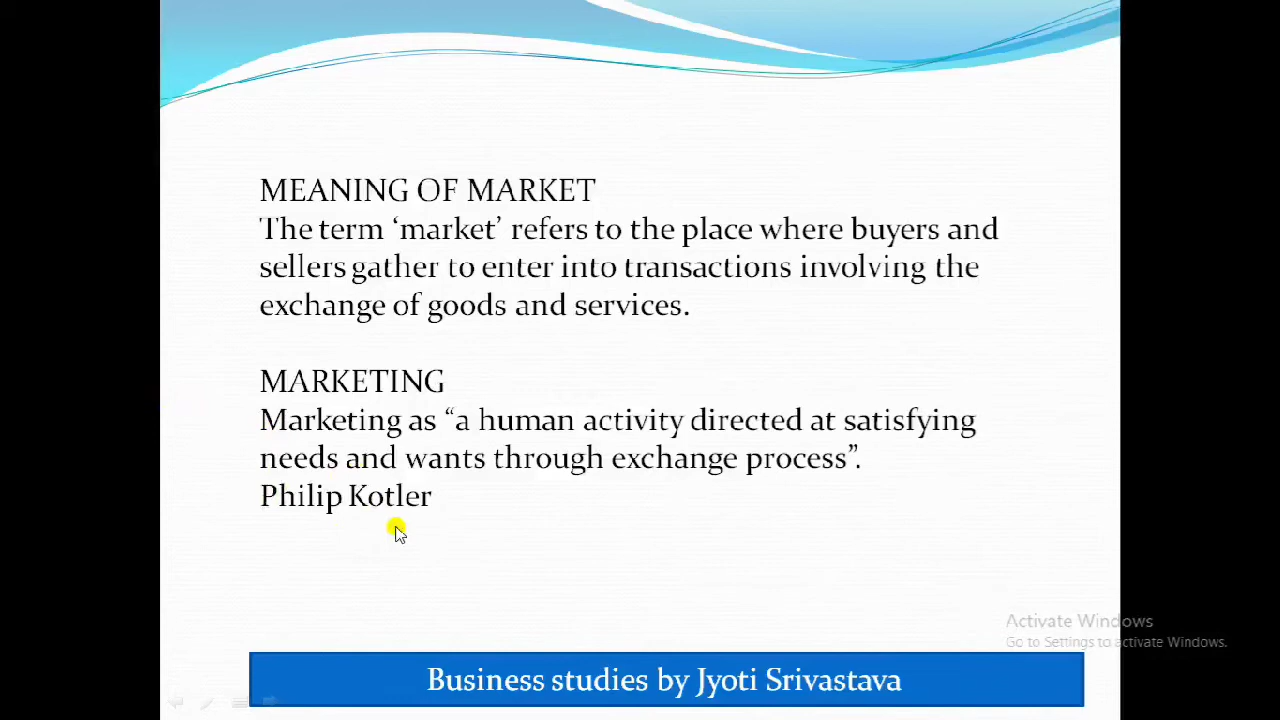 MEANING OF MARKET
The term ‘market’ refers to the place where buyers and
sellers gather to enter into transactions involving the
exchange of goods and services.
MARKETING
Marketing as “a human activity directed at satisfying
needs and wants through exchange process”.
Philip Kotler
Activate Windows
Go to Settings to activate Windows.
Business studies by Jyoti Srivastava